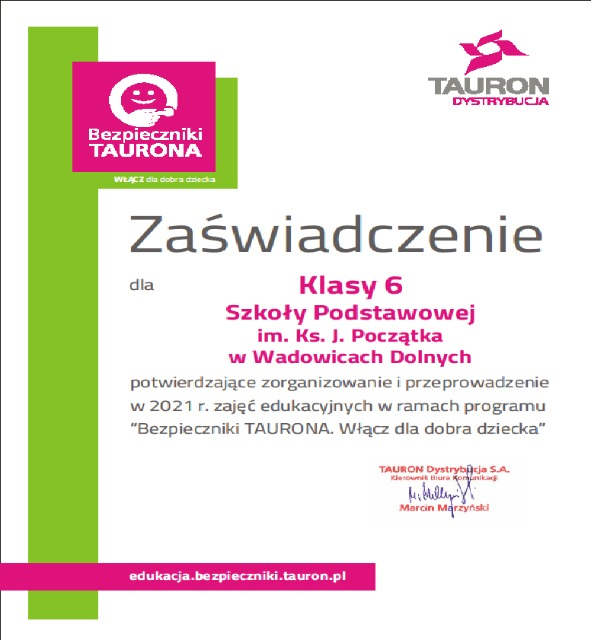 TAURON
DYSTRYBUCJA
Bezpieczniki
TAURONA
WŁĄCZ dla dobra dziecka
Zaświadczenie
dla
Klasy 6
Szkoły Podstawowej
im. Ks. J. Początka
w Wadowicach Dolnych
potwierdzające zorganizowanie i przeprowadzenie
w 2021 r. zajęć edukacyjnych w ramach programu
“Bezpieczniki TAURONA. Włącz dla dobra dziecka”
TAURON Dystrybucja S.A.
Kierownik Biura Komunikacji
Marcin Marzyński
edukacja.bezpieczniki.tauron.pl